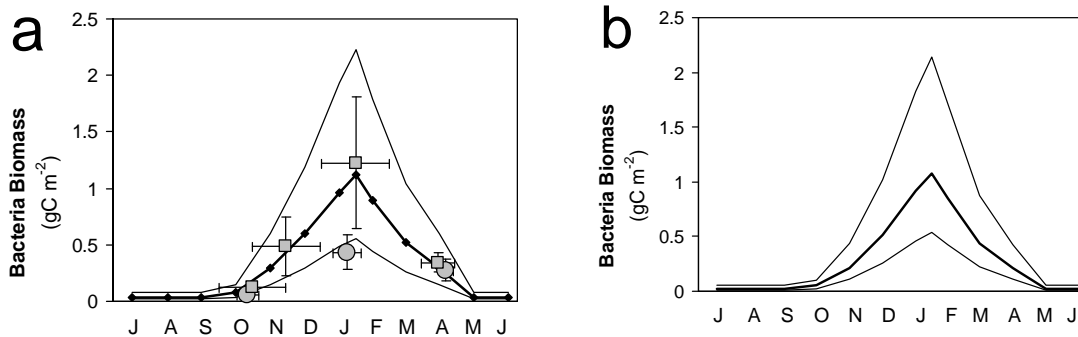 a
2.5
2
1.5
1
0.5
0
Bacteria Biomass
(gC m⁻²)
J A S O N D J F M A M J
b
2.5
2
1.5
1
0.5
0
Bacteria Biomass
(gC m⁻²)
J A S O N D J F M A M J